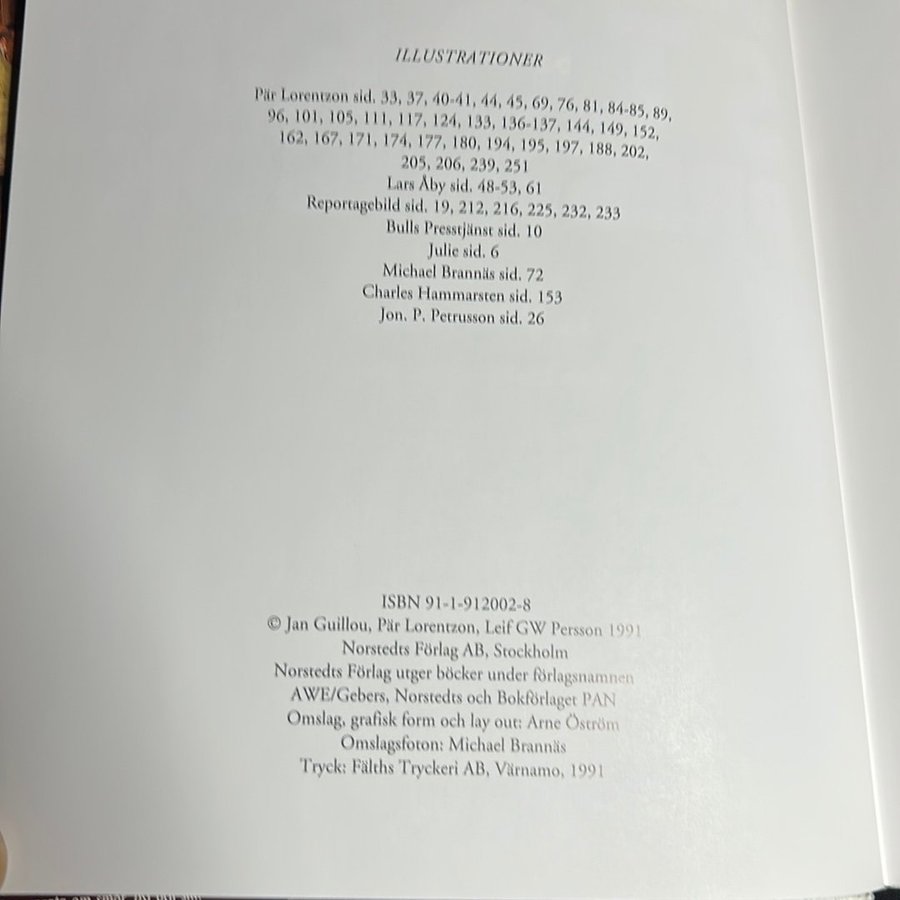 ILLUSTRATIONER
Pär Lorentzon sid. 33, 37, 40-41, 44, 45, 69, 76, 81, 84-85, 89,
96, 101, 105, 111, 117, 124, 133, 136-137, 144, 149, 152,
162, 167, 171, 174, 177, 180, 194, 195, 197, 188, 202,
205, 206, 239, 251
Lars Åby sid. 48-53, 61
Reportagebild sid. 19, 212, 216, 225, 232, 233
Bulls Presstjänst sid. 10
Julie sid. 6
Michael Brannäs sid. 72
Charles Hammarsten sid. 153
Jon. P. Petrusson sid. 26
ISBN 91-1-912002-8
© Jan Guillou, Pär Lorentzon, Leif GW Persson 1991
Norstedts Förlag AB, Stockholm
Norstedts Förlag utger böcker under förlagsnamnen
AWE/Gebers, Norstedts och Bokförlaget PAN
Omslag, grafisk form och lay out: Arne Öström
Omslagsfoton: Michael Brannäs
Tryck: Fälths Tryckeri AB, Värnamo, 1991